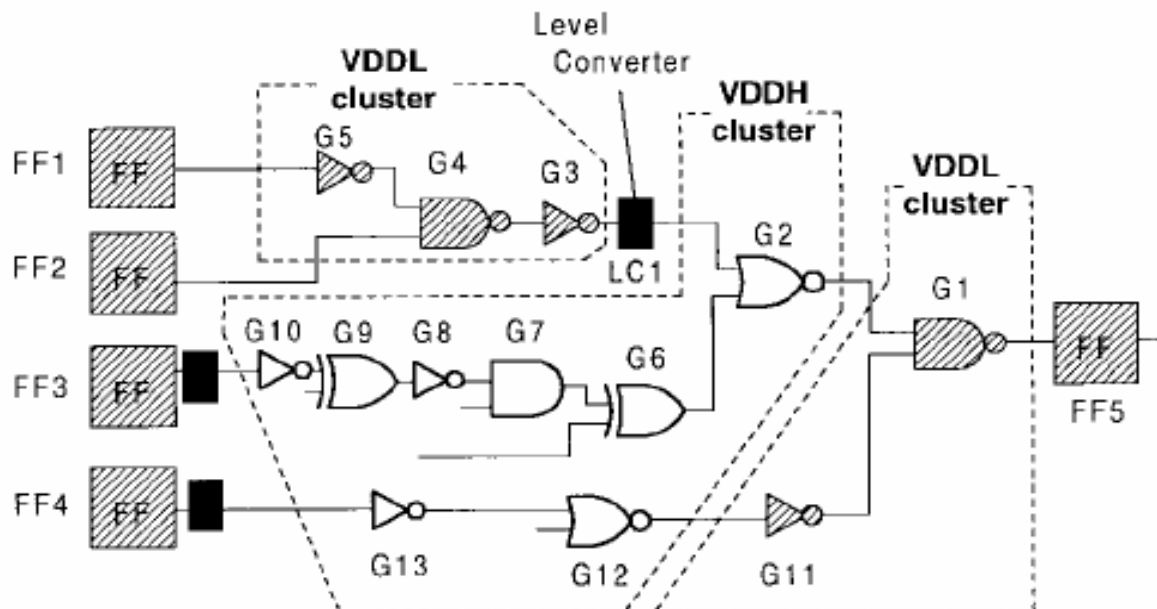 Level
Converter
VDDL
cluster
VDDH
cluster
VDDL
cluster
FF1
FF
G5
G4
G3
FF2
FF
LC1
G2
G1
FF
FF5
FF3
FF
G10
G9
G8
G7
G6
FF4
FF
G13
G12
G11